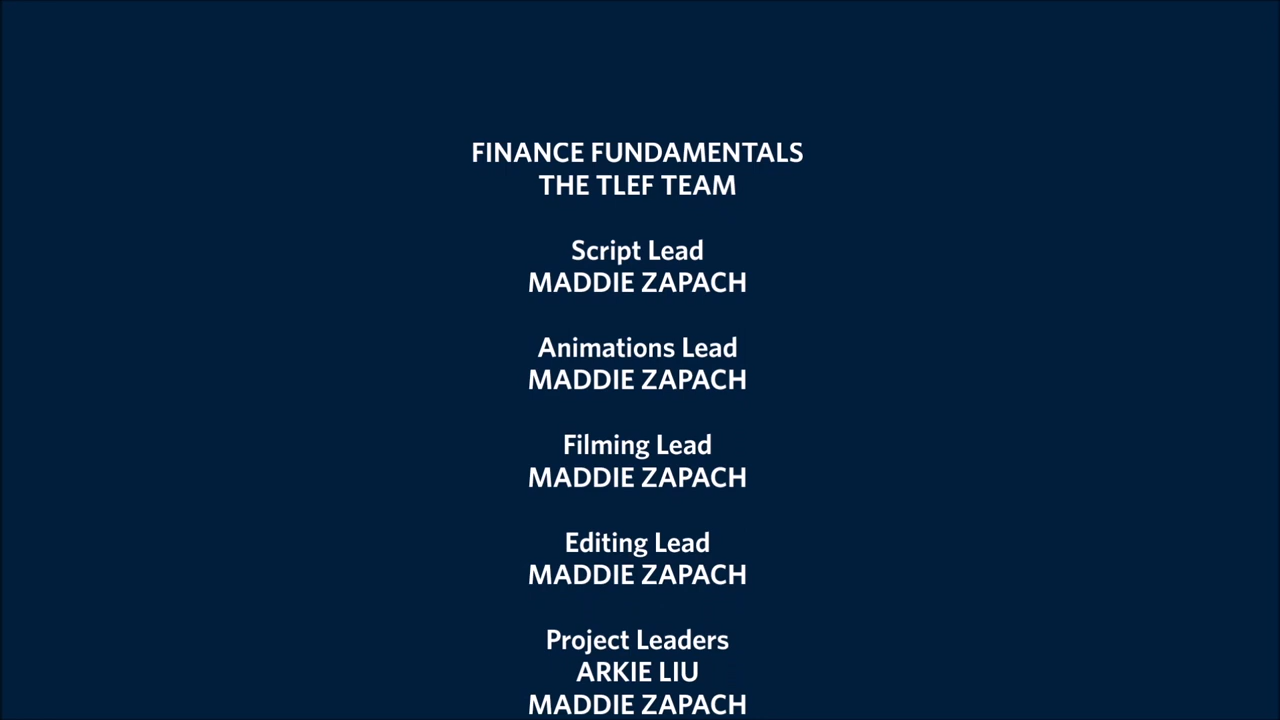 FINANCE FUNDAMENTALS
THE TLEF TEAM
Script Lead
MADDIE ZAPACH
Animations Lead
MADDIE ZAPACH
Filming Lead
MADDIE ZAPACH
Editing Lead
MADDIE ZAPACH
Project Leaders
ARKIE LIU
MADDIE ZAPACH